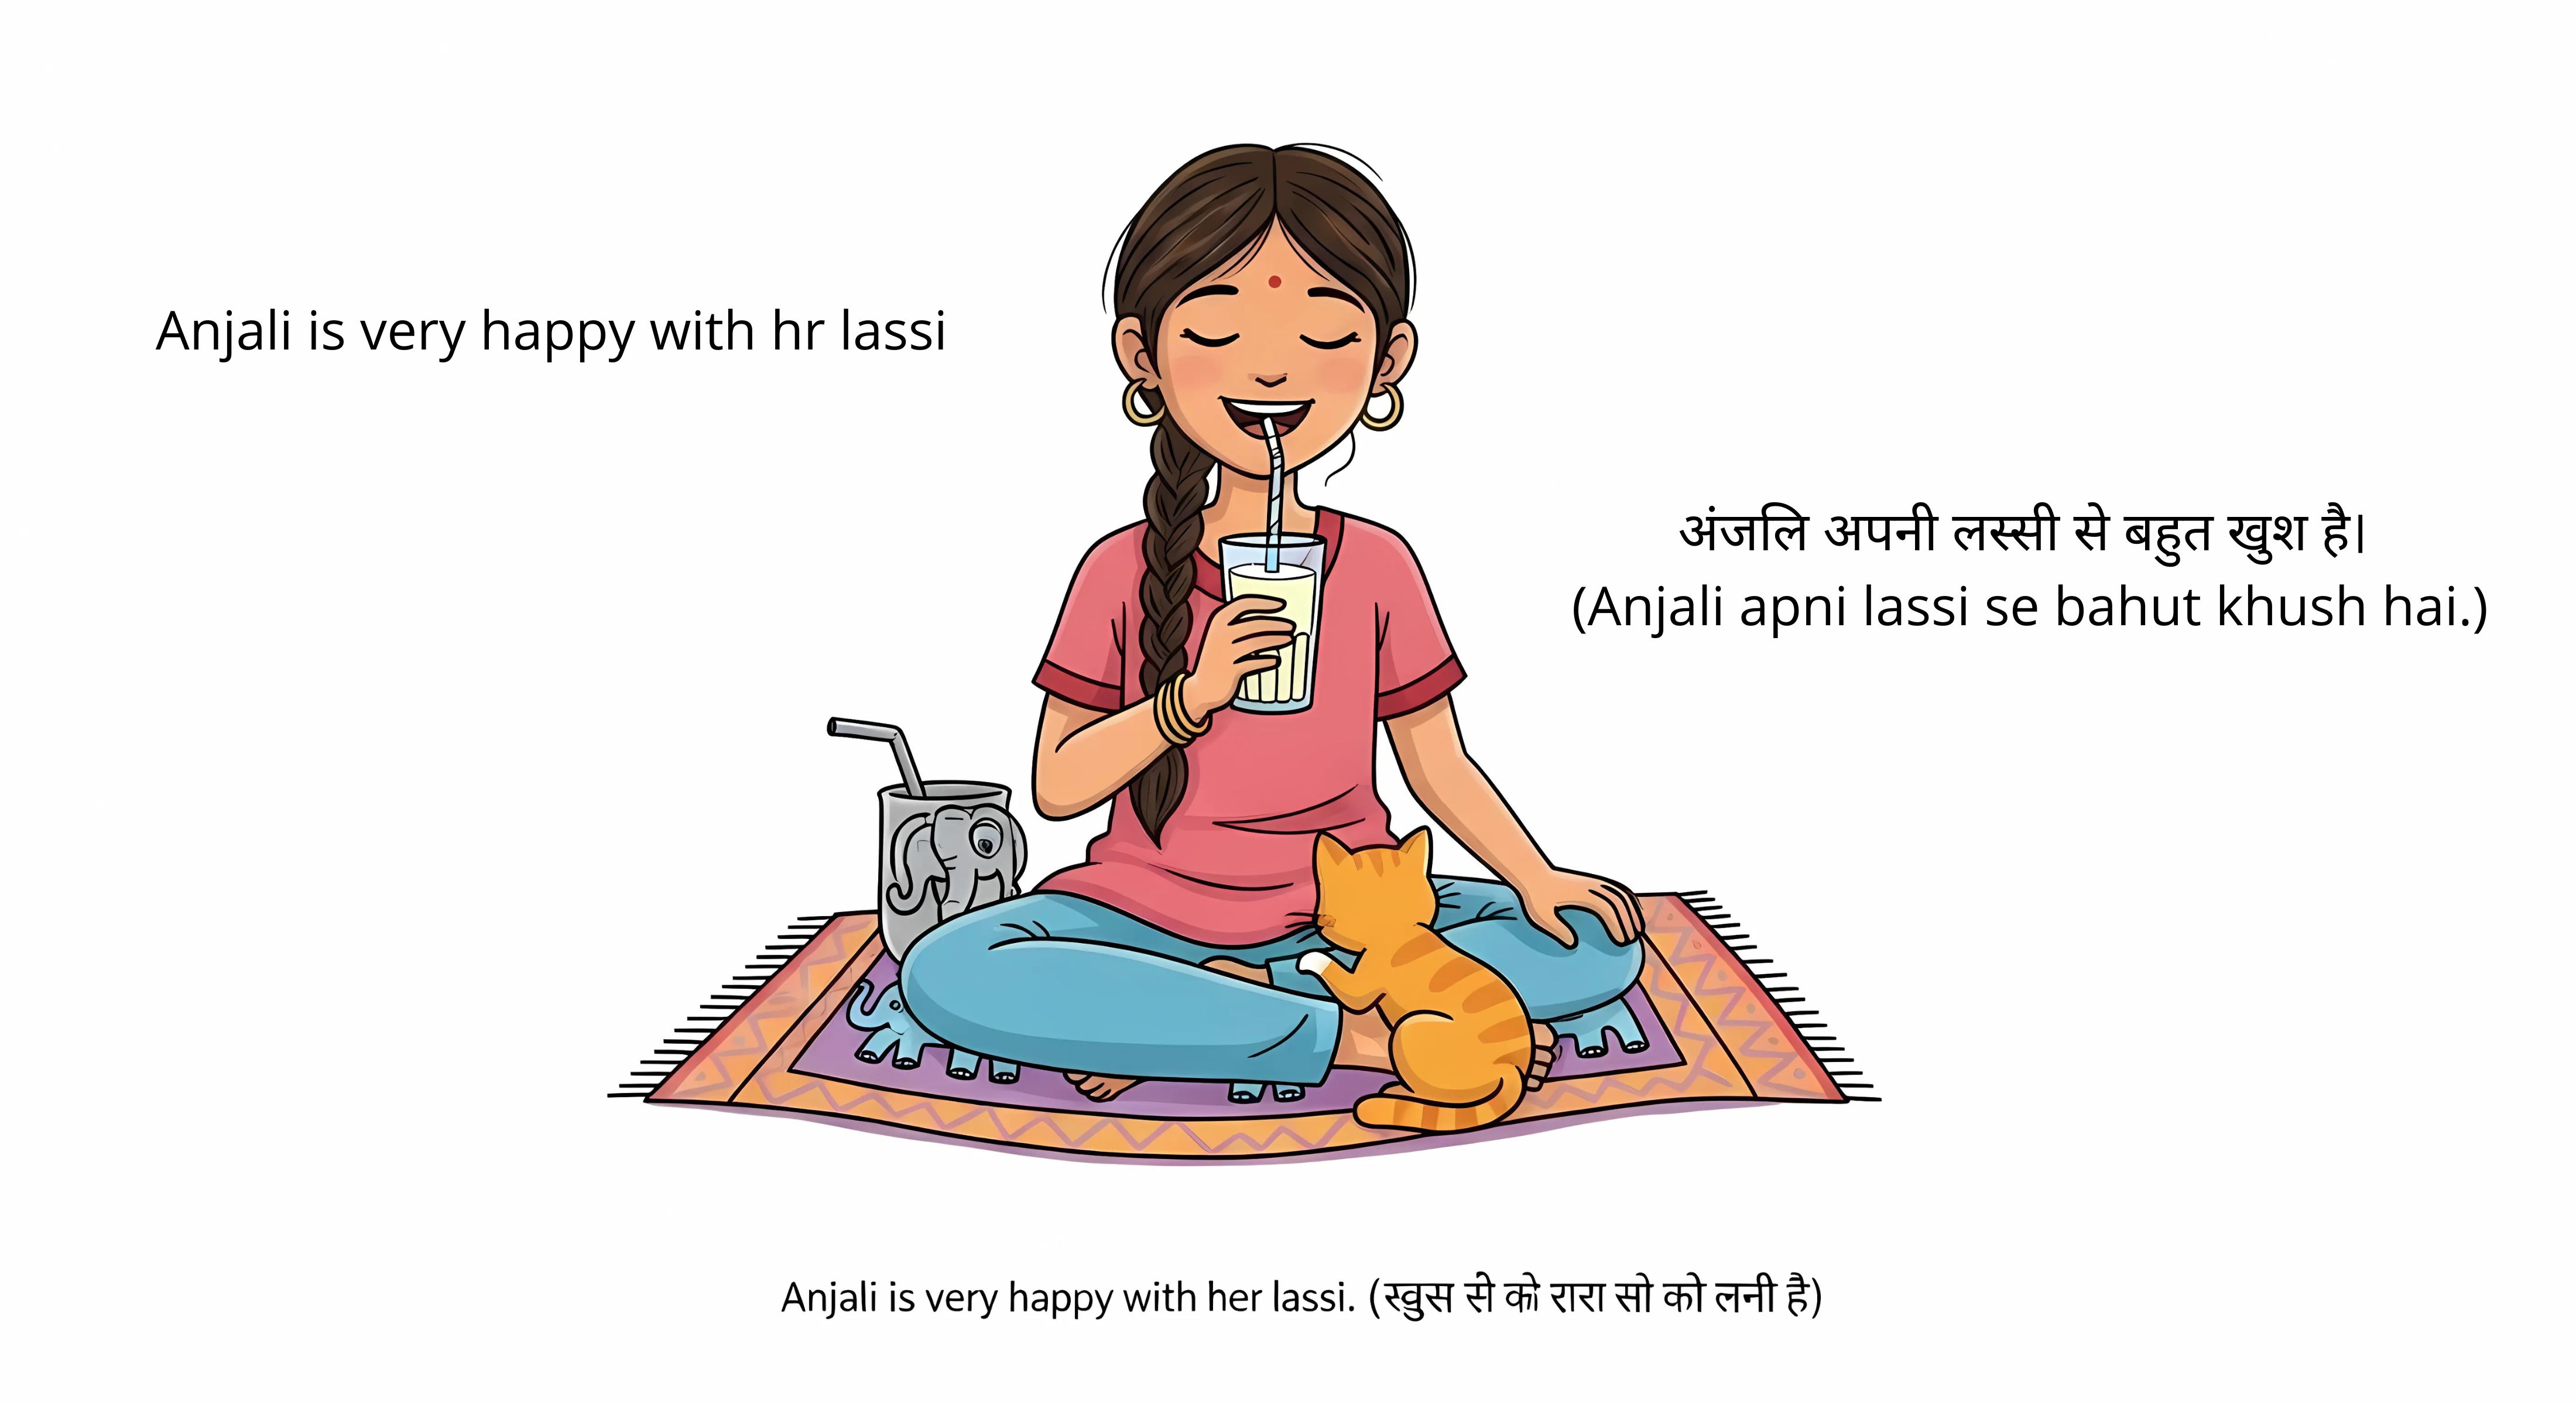 Anjali is very happy with hr lassi
अंजलि अपनी लस्सी से बहुत खुश है।
(Anjali apni lassi se bahut khush hai.)
Anjali is very happy with her lassi. (खुस से को रारा सो को लनी है)